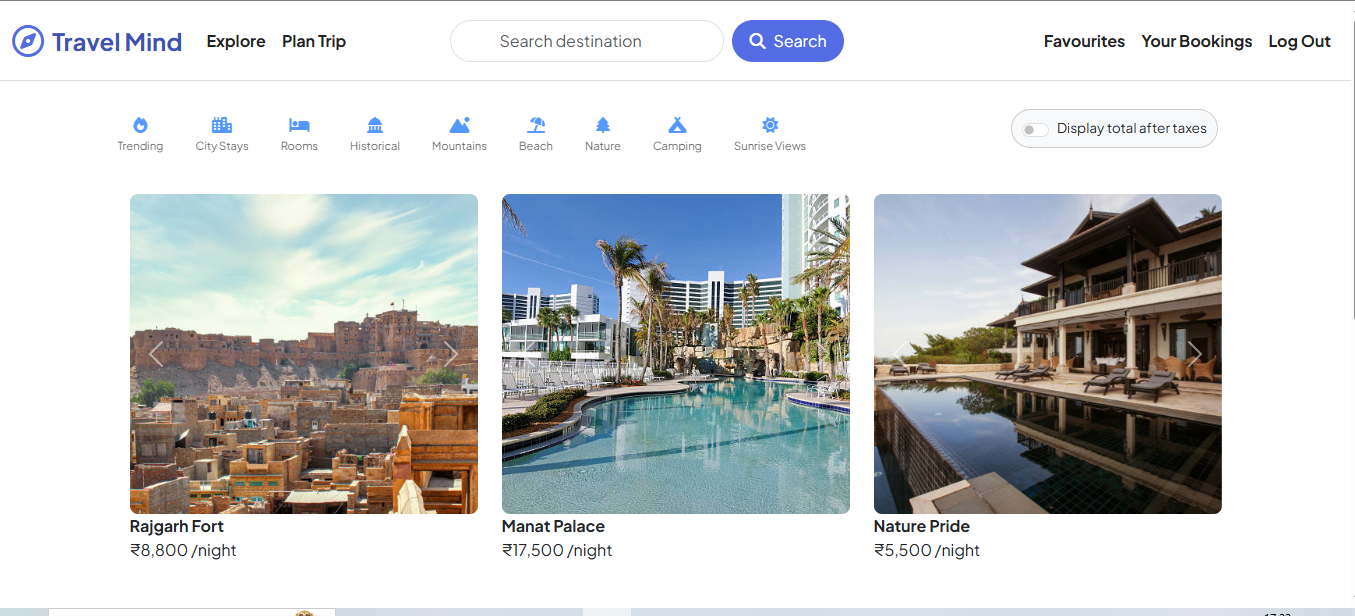 Travel Mind Explore Plan Trip Search destination Search Favourites Your Bookings Log Out
Trending City Stays Rooms Historical Mountains Beach Nature Camping Sunrise Views Display total after taxes
Rajgarh Fort Manat Palace Nature Pride
₹8,800 /night ₹17,500 /night ₹5,500 /night